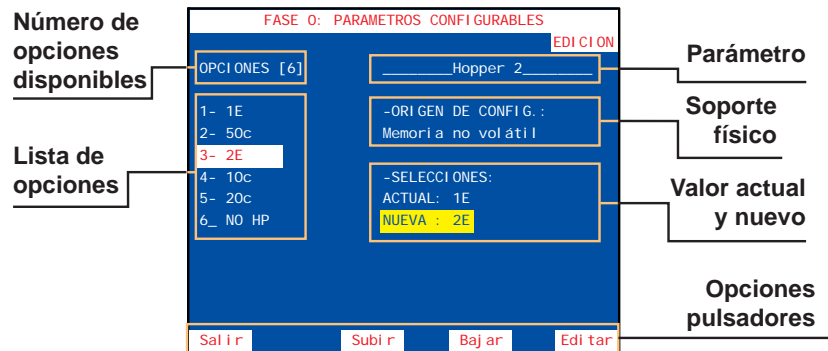 Número de
opciones
disponibles
Lista de
opciones
FASE 0: PARAMETROS CONFIGURABLES
EDICION
OPCIONES [6]
________Hopper 2________
1- 1E
2- 50c
3- 2E
4- 10c
5- 20c
6_ NO HP
-ORIGEN DE CONFIG.:
Memoria no volátil
-SELECCIONES:
ACTUAL: 1E
NUEVA : 2E
Salir Subir Bajar Editar
Parámetro
Soporte
físico
Valor actual
y nuevo
Opciones
pulsadores